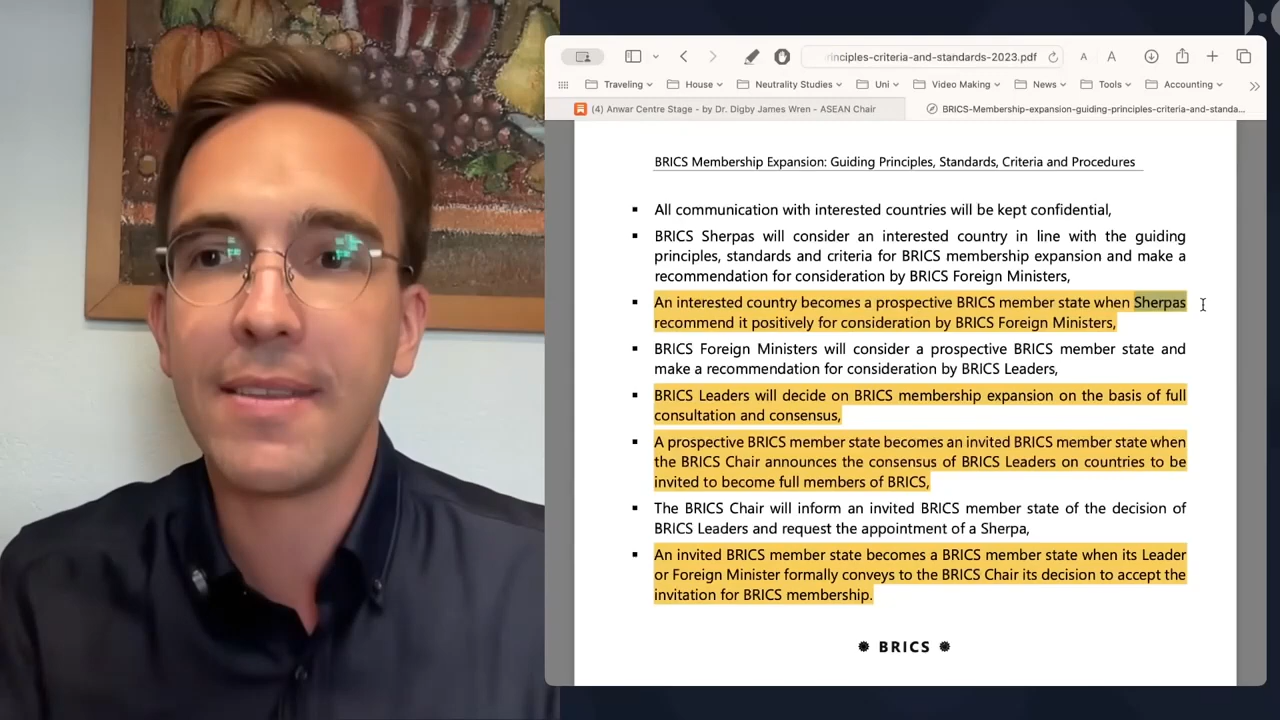 rinciples-criteria-and-standards-2023.pdf
A A
Traveling House Neutrality Studies Uni Video Making News Tools Accounting
(4) Anwar Centre Stage - by Dr. Digby James Wren - ASEAN Chair
BRICS-Membership-expansion-guiding-principles-criteria-and-standa...
BRICS Membership Expansion: Guiding Principles, Standards, Criteria and Procedures
▪ All communication with interested countries will be kept confidential,
▪ BRICS Sherpas will consider an interested country in line with the guiding
principles, standards and criteria for BRICS membership expansion and make a
recommendation for consideration by BRICS Foreign Ministers,
▪ An interested country becomes a prospective BRICS member state when Sherpas
recommend it positively for consideration by BRICS Foreign Ministers,
▪ BRICS Foreign Ministers will consider a prospective BRICS member state and
make a recommendation for consideration by BRICS Leaders,
▪ BRICS Leaders will decide on BRICS membership expansion on the basis of full
consultation and consensus,
▪ A prospective BRICS member state becomes an invited BRICS member state when
the BRICS Chair announces the consensus of BRICS Leaders on countries to be
invited to become full members of BRICS,
▪ The BRICS Chair will inform an invited BRICS member state of the decision of
BRICS Leaders and request the appointment of a Sherpa,
▪ An invited BRICS member state becomes a BRICS member state when its Leader
or Foreign Minister formally conveys to the BRICS Chair its decision to accept the
invitation for BRICS membership.
BRICS